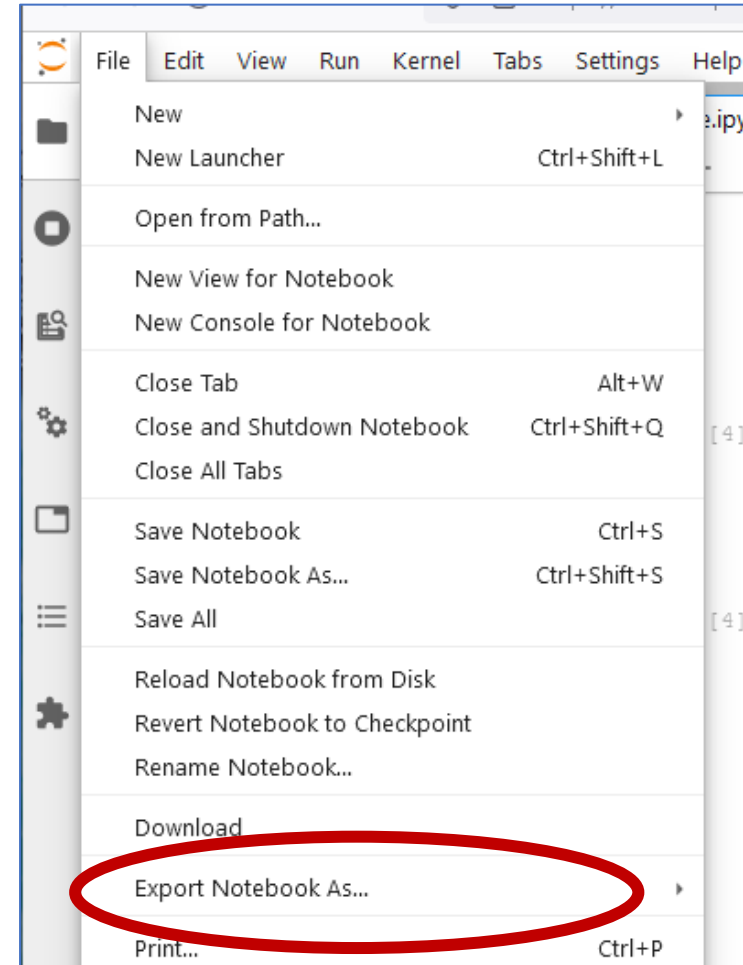 File Edit View Run Kernel Tabs Settings Help
New
e.ipy
New Launcher Ctrl+Shift+L
Open from Path...
New View for Notebook
New Console for Notebook
Close Tab Alt+W
Close and Shutdown Notebook Ctrl+Shift+Q
[4]
Close All Tabs
Save Notebook Ctrl+S
Save Notebook As... Ctrl+Shift+S
Save All
[4]
Reload Notebook from Disk
Revert Notebook to Checkpoint
Rename Notebook...
Download
Export Notebook As...
Print... Ctrl+P